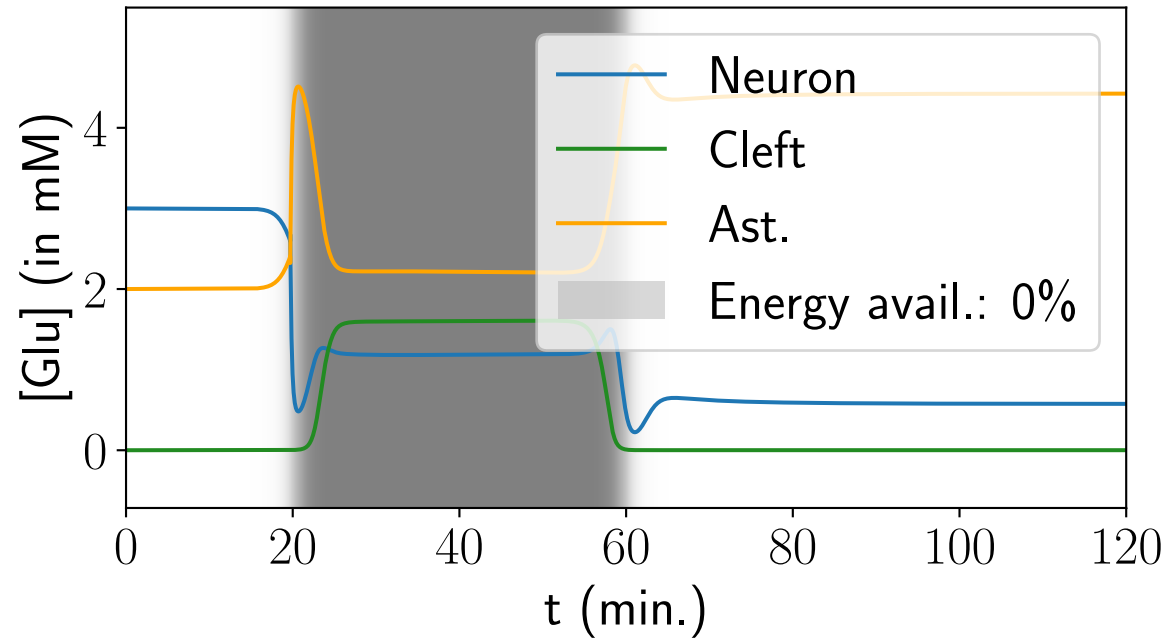 [Glu] (in mM)
4
2
0
Neuron
Cleft
Ast.
Energy avail.: 0%
0 20 40 60 80 100 120
t (min.)